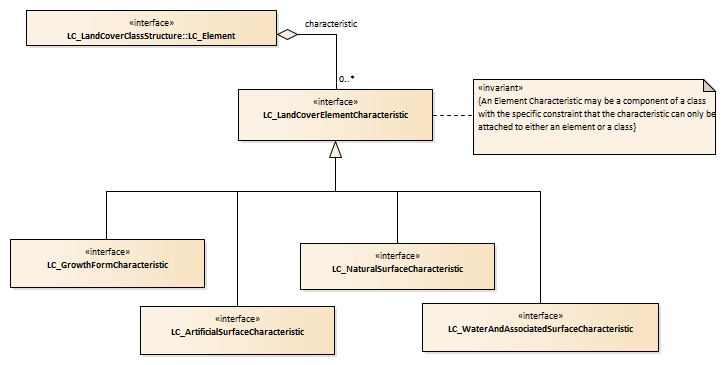 «interface»
LC_LandCoverClassStructure::LC_Element
characteristic
0..*
«interface»
LC_LandCoverElementCharacteristic
«invariant»
{An Element Characteristic may be a component of a class
with the specific constraint that the characteristic can only be
attached to either an element or a class}
«interface»
LC_GrowthFormCharacteristic
«interface»
LC_NaturalSurfaceCharacteristic
«interface»
LC_ArtificialSurfaceCharacteristic
«interface»
LC_WaterAndAssociatedSurfaceCharacteristic